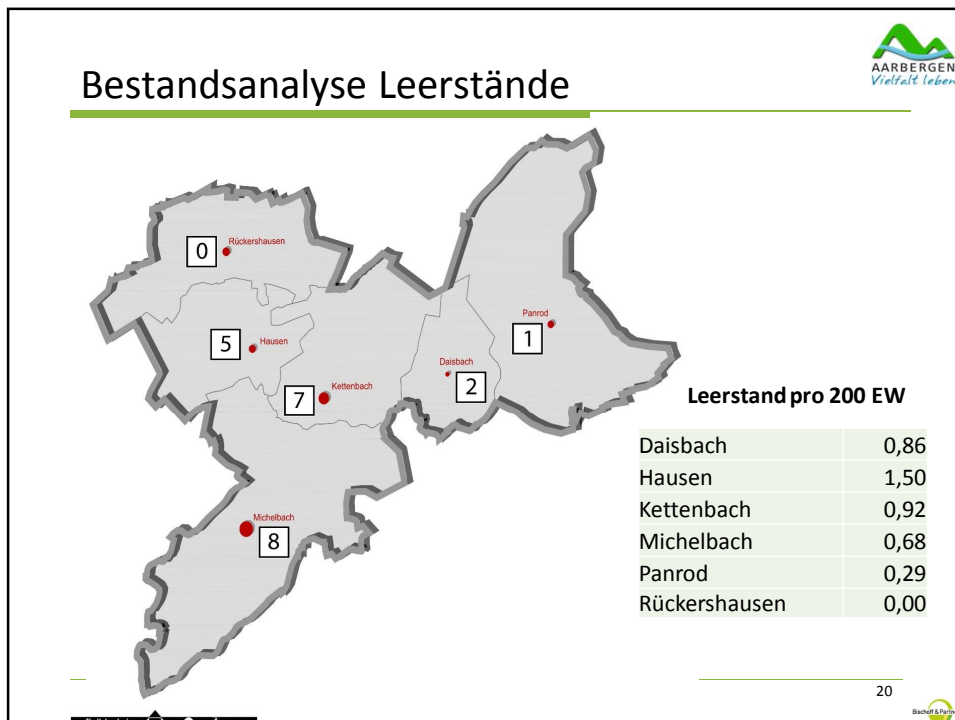 Bestandsanalyse Leerstände
AARBERGEN
Vielfalt leben
Rückershausen
0
Hausen
5
Kettenbach
7
Daisbach
2
Panrod
1
Michelbach
8
Leerstand pro 200 EW
Daisbach 0,86
Hausen 1,50
Kettenbach 0,92
Michelbach 0,68
Panrod 0,29
Rückershausen 0,00
20
Bischoff & Partner